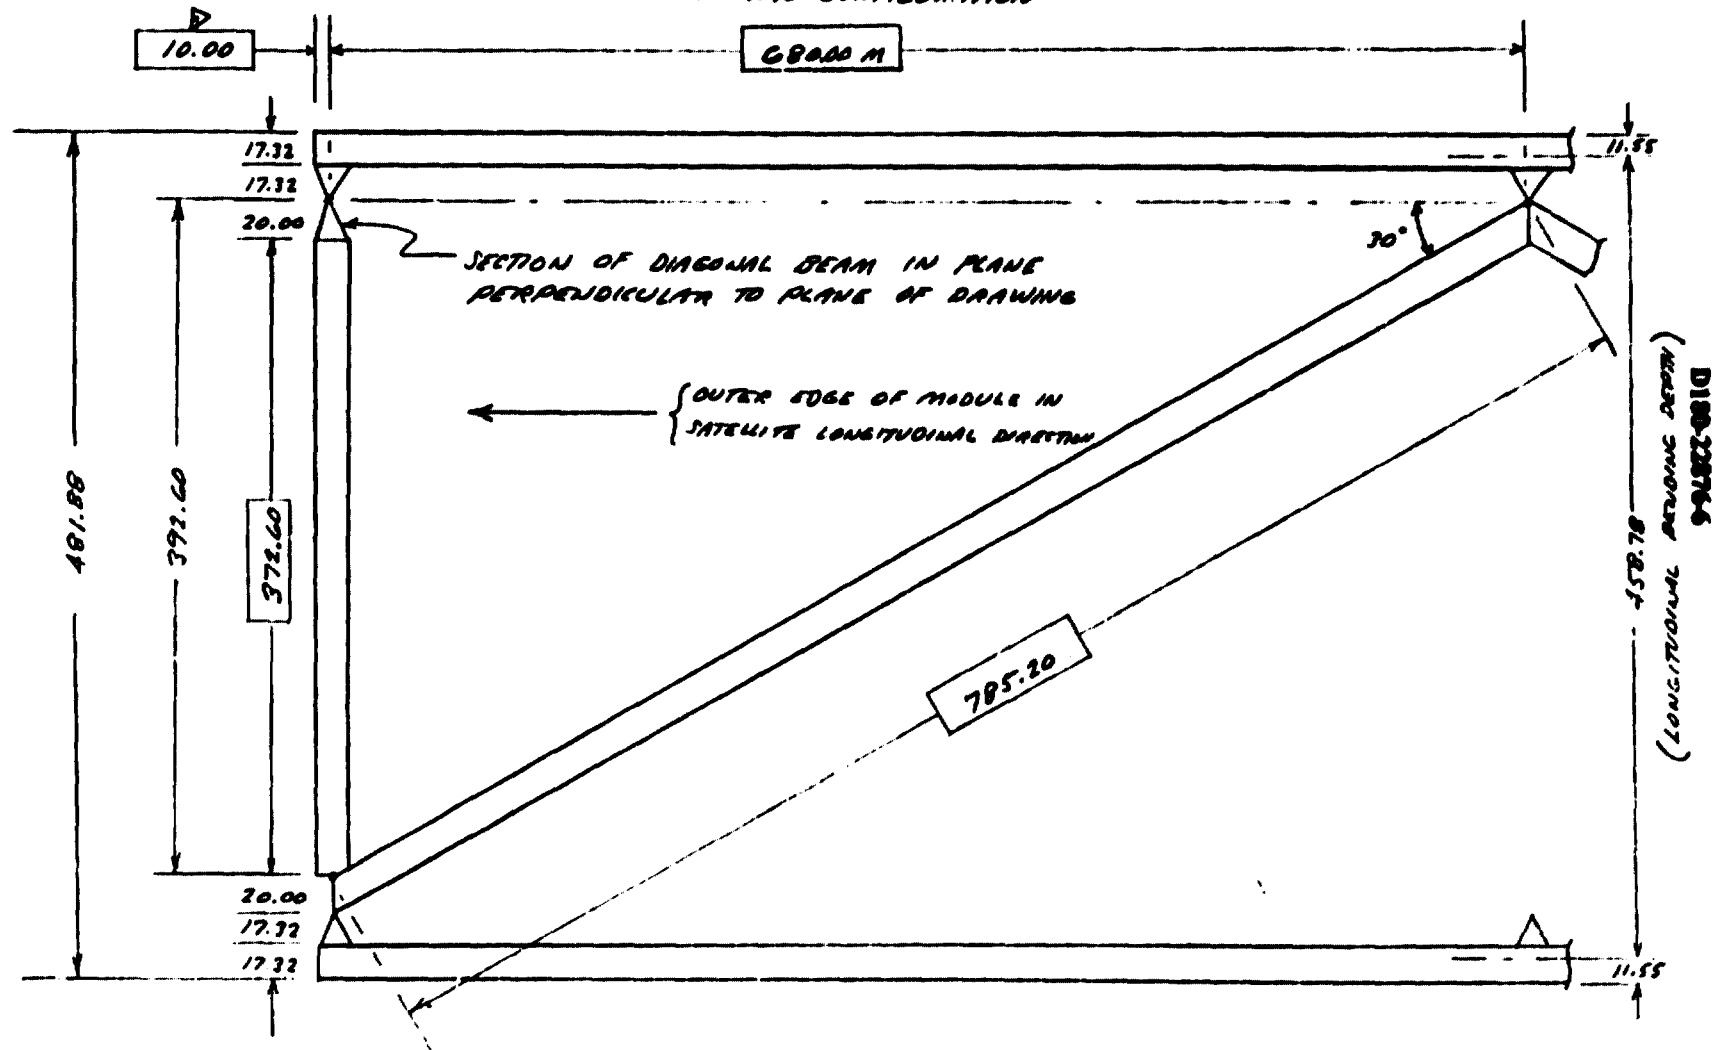 10.00
680.00 M
17.32
17.32
20.00
11.55
30°
SECTION OF DIAGONAL BEAM IN PLANE
PERPENDICULAR TO PLANE OF DRAWING
{OUTER EDGE OF MODULE IN
SATELLITE LONGITUDINAL DIRECTION
481.88
392.60
372.60
785.20
458.78
(LONGITUDINAL BENDING DEPTH)
D180-22876-6
20.00
17.32
17.32
11.55